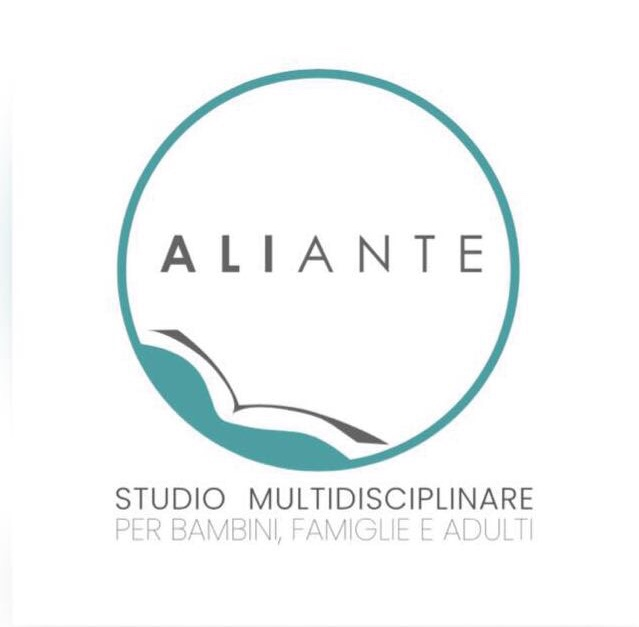 ALIANTE
STUDIO MULTIDISCIPLINARE
PER BAMBINI, FAMIGLIE E ADULTI